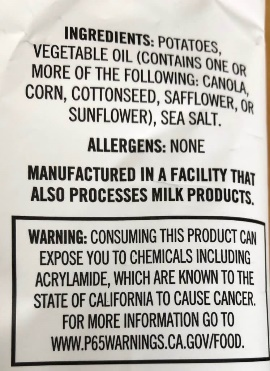 INGREDIENTS: POTATOES,
VEGETABLE OIL (CONTAINS ONE OR
MORE OF THE FOLLOWING: CANOLA,
CORN, COTTONSEED, SAFFLOWER, OR
SUNFLOWER), SEA SALT.
ALLERGENS: NONE
MANUFACTURED IN A FACILITY THAT
ALSO PROCESSES MILK PRODUCTS.
WARNING: CONSUMING THIS PRODUCT CAN
EXPOSE YOU TO CHEMICALS INCLUDING
ACRYLAMIDE, WHICH ARE KNOWN TO THE
STATE OF CALIFORNIA TO CAUSE CANCER.
FOR MORE INFORMATION GO TO
WWW.P65WARNINGS.CA.GOV/FOOD.